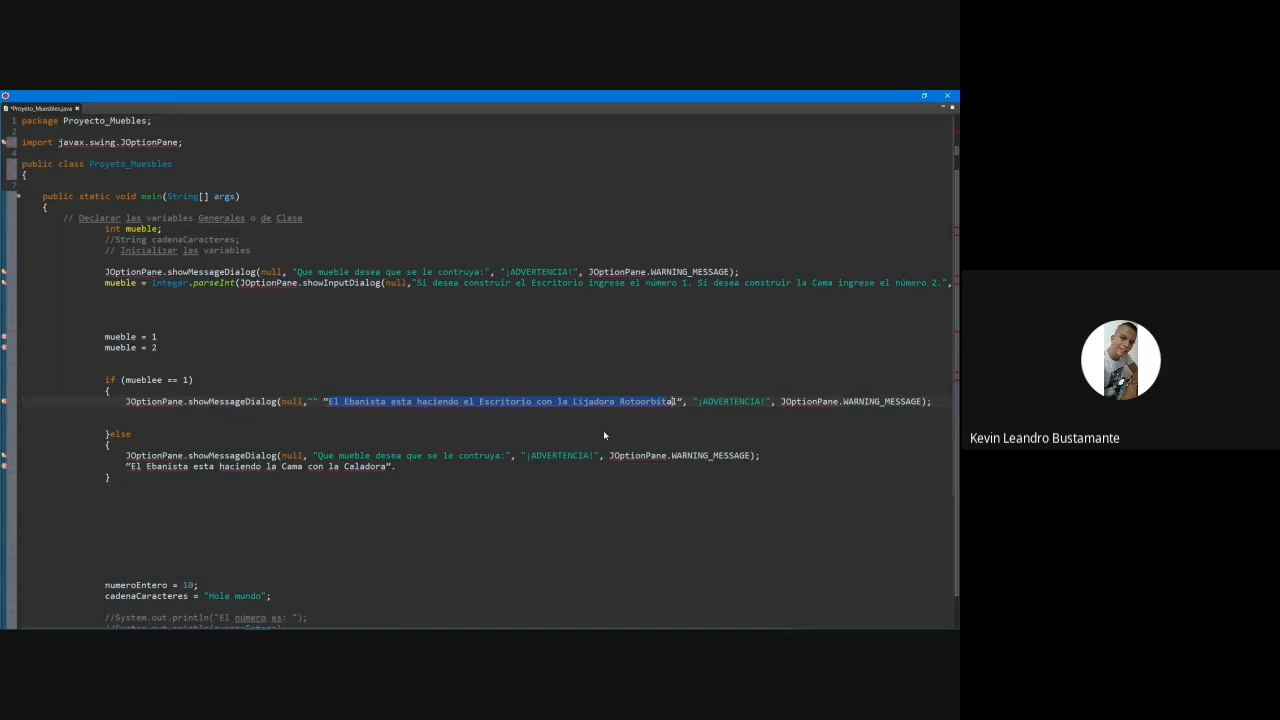 *Proyeto_Muesbles.java
1 package Proyecto_Muebles;
2
import javax.swing.JOptionPane;
4
public class Proyeto_Muesbles
{
7
public static void main(String[] args)
{
// Declarar las variables Generales o de Clase
int mueble;
//String cadenaCaracteres;
// Inicializar las variables
JOptionPane.showMessageDialog(null, "Que mueble desea que se le contruya:", "¡ADVERTENCIA!", JOptionPane.WARNING_MESSAGE);
mueble = Integer.parseInt(JOptionPane.showInputDialog(null,"Si desea construir el Escritorio ingrese el número 1. Si desea construir la Cama ingrese el número 2.",
mueble = 1
mueble = 2
if (mueblee == 1)
{
JOptionPane.showMessageDialog(null,"" “El Ebanista esta haciendo el Escritorio con la Lijadora Rotoorbital”, "¡ADVERTENCIA!", JOptionPane.WARNING_MESSAGE);
}else
{
JOptionPane.showMessageDialog(null, "Que mueble desea que se le contruya:", "¡ADVERTENCIA!", JOptionPane.WARNING_MESSAGE);
“El Ebanista esta haciendo la Cama con la Caladora”.
}
numeroEntero = 10;
cadenaCaracteres = "Hola mundo";
//System.out.println("El número es: ");
Kevin Leandro Bustamante